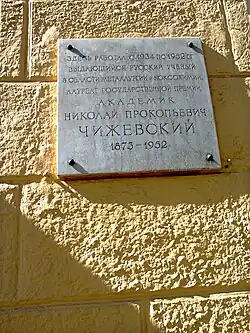 ЗДЕСЬ РАБОТАЛ С 1934 ПО 1952 ГГ
ВЫДАЮЩИЙСЯ РУССКИЙ УЧЕНЫЙ
В ОБЛАСТИ МЕТАЛЛУРГИИ И КОКСОХИМИИ,
ЛАУРЕАТ ГОСУДАРСТВЕННОЙ ПРЕМИИ,
АКАДЕМИК
НИКОЛАЙ ПРОКОПЬЕВИЧ
ЧИЖЕВСКИЙ
1873-1952